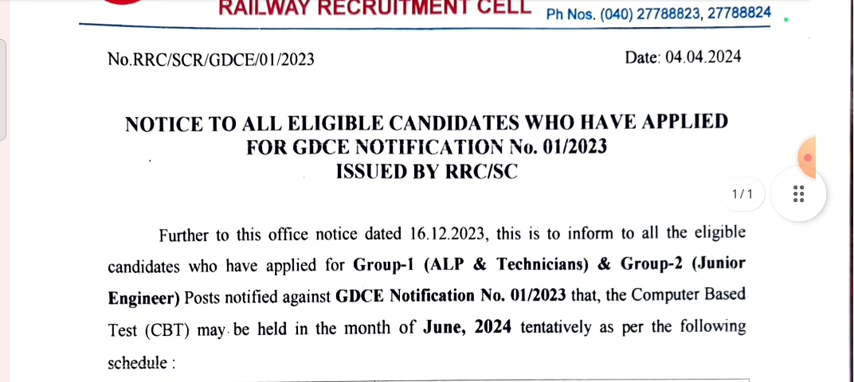 RAILWAY RECRUITMENT CELL Ph Nos. (040) 27788823, 27788824
No.RRC/SCR/GDCE/01/2023 Date: 04.04.2024
NOTICE TO ALL ELIGIBLE CANDIDATES WHO HAVE APPLIED
FOR GDCE NOTIFICATION No. 01/2023
ISSUED BY RRC/SC
1/1
Further to this office notice dated 16.12.2023, this is to inform to all the eligible
candidates who have applied for Group-1 (ALP & Technicians) & Group-2 (Junior
Engineer) Posts notified against GDCE Notification No. 01/2023 that, the Computer Based
Test (CBT) may be held in the month of June, 2024 tentatively as per the following
schedule :